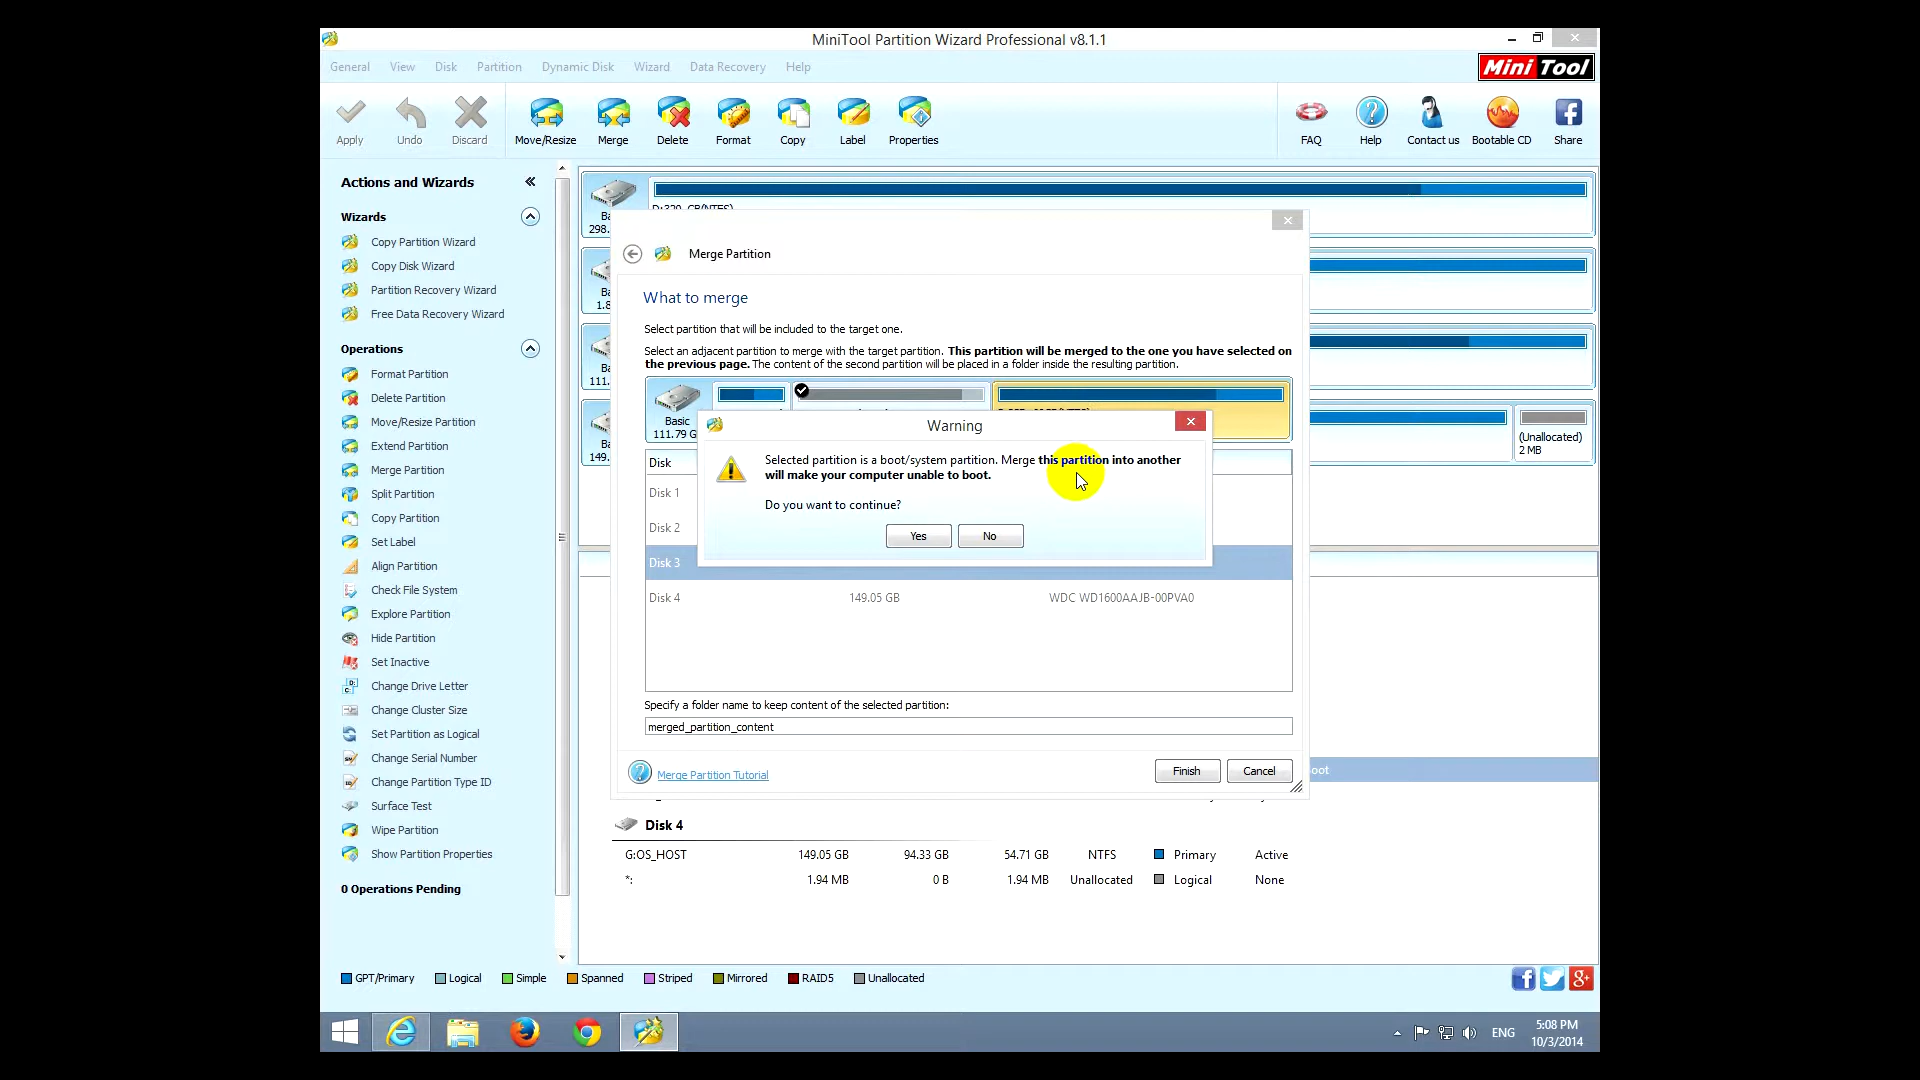 MiniTool Partition Wizard Professional v8.1.1
General View Disk Partition Dynamic Disk Wizard Data Recovery Help
Mini Tool
Apply Undo Discard Move/Resize Merge Delete Format Copy Label Properties FAQ Help Contact us Bootable CD Share
Actions and Wizards
Wizards
Copy Partition Wizard
Copy Disk Wizard
Partition Recovery Wizard
Free Data Recovery Wizard
Operations
Format Partition
Delete Partition
Move/Resize Partition
Extend Partition
Merge Partition
Split Partition
Copy Partition
Set Label
Align Partition
Check File System
Explore Partition
Hide Partition
Set Inactive
Change Drive Letter
Change Cluster Size
Set Partition as Logical
Change Serial Number
Change Partition Type ID
Surface Test
Wipe Partition
Show Partition Properties
0 Operations Pending
Ba
298.
1.8
111.
149.
(Unallocated)
2 MB
Merge Partition
What to merge
Select partition that will be included to the target one.
Select an adjacent partition to merge with the target partition. This partition will be merged to the one you have selected on
the previous page. The content of the second partition will be placed in a folder inside the resulting partition.
Basic
111.79 G
Disk
Disk 1
Disk 2
Disk 3
Disk 4 149.05 GB WDC WD1600AAJB-00PVA0
Warning
Selected partition is a boot/system partition. Merge this partition into another
will make your computer unable to boot.
Do you want to continue?
Yes No
Specify a folder name to keep content of the selected partition:
merged_partition_content
Merge Partition Tutorial
Finish Cancel
oot
Disk 4
G:OS_HOST 149.05 GB 94.33 GB 54.71 GB NTFS Primary Active
*: 1.94 MB 0 B 1.94 MB Unallocated Logical None
GPT/Primary Logical Simple Spanned Striped Mirrored RAID5 Unallocated
ENG
5:08 PM
10/3/2014